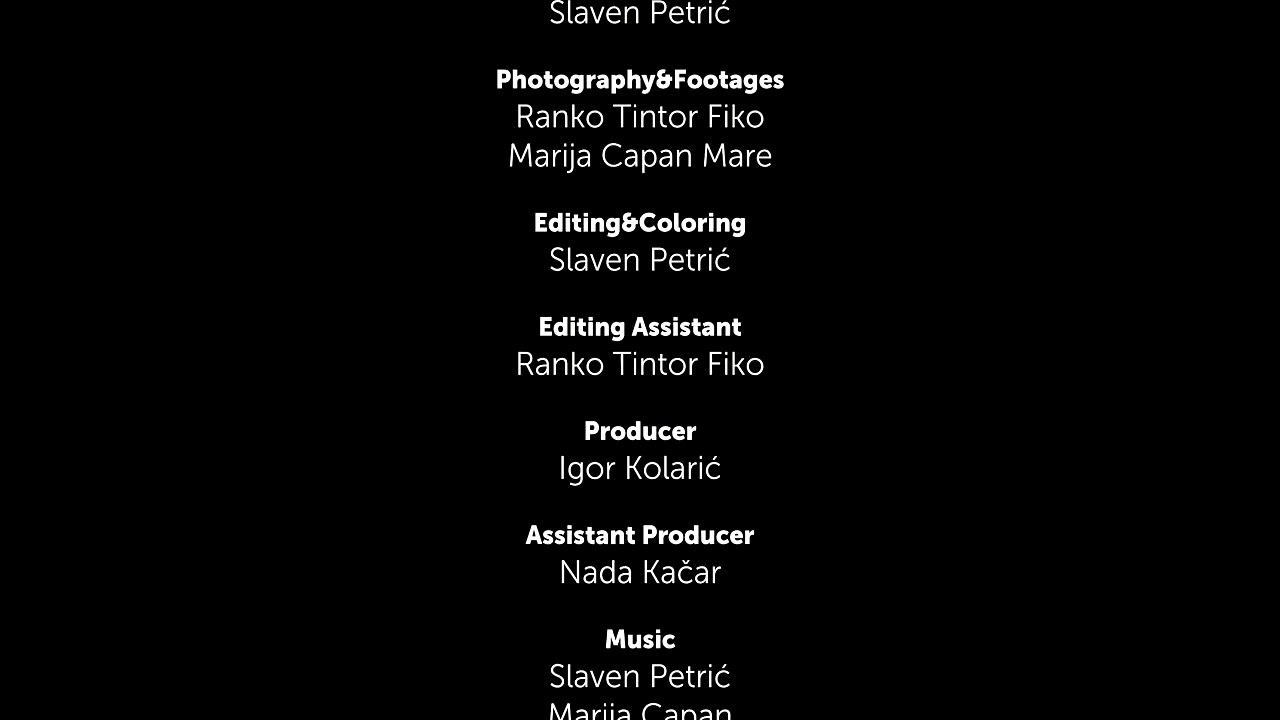 Slaven Petrić
Photography&Footages
Ranko Tintor Fiko
Marija Capan Mare
Editing&Coloring
Slaven Petrić
Editing Assistant
Ranko Tintor Fiko
Producer
Igor Kolarić
Assistant Producer
Nada Kačar
Music
Slaven Petrić
Marija Capan